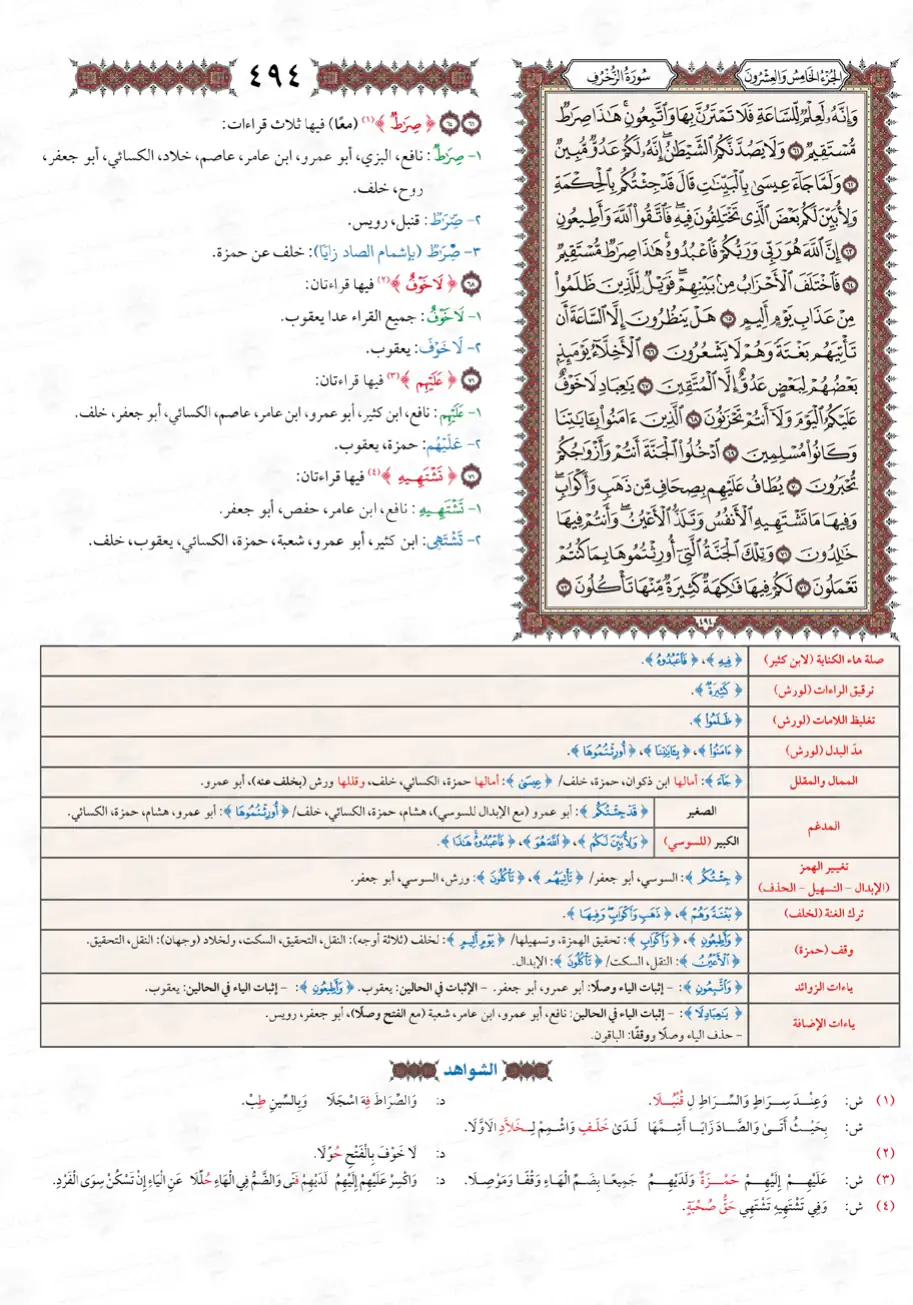 الجزء الخامس والعشرون
سورة الزخرف
وَإِنَّهُۥ لَعِلْمٌ لِّلسَّاعَةِ فَلَا تَمْتَرُنَّ بِهَا وَٱتَّبِعُونِ ۚ هَٰذَا صِرَٰطٌ
مُّسْتَقِيمٌ ٦١ وَلَا يَصُدَّنَّكُمُ ٱلشَّيْطَٰنُ ۖ إِنَّهُۥ لَكُمْ عَدُوٌّ مُّبِينٌ
٦٢ وَلَمَّا جَآءَ عِيسَىٰ بِٱلْبَيِّنَٰتِ قَالَ قَدْ جِئْتُكُم بِٱلْحِكْمَةِ
وَلِأُبَيِّنَ لَكُم بَعْضَ ٱلَّذِى تَخْتَلِفُونَ فِيهِ ۖ فَٱتَّقُوا۟ ٱللَّهَ وَأَطِيعُونِ
٦٣ إِنَّ ٱللَّهَ هُوَ رَبِّى وَرَبُّكُمْ فَٱعْبُدُوهُ ۚ هَٰذَا صِرَٰطٌ مُّسْتَقِيمٌ
٦٤ فَٱخْتَلَفَ ٱلْأَحْزَابُ مِنۢ بَيْنِهِمْ ۖ فَوَيْلٌ لِّلَّذِينَ ظَلَمُوا۟
مِنْ عَذَابِ يَوْمٍ أَلِيمٍ ٦٥ هَلْ يَنظُرُونَ إِلَّا ٱلسَّاعَةَ أَن
تَأْتِيَهُم بَغْتَةً وَهُمْ لَا يَشْعُرُونَ ٦٦ ٱلْأَخِلَّآءُ يَوْمَئِذٍۭ
بَعْضُهُمْ لِبَعْضٍ عَدُوٌّ إِلَّا ٱلْمُتَّقِينَ ٦٧ يَٰعِبَادِ لَا خَوْفٌ
عَلَيْكُمُ ٱلْيَوْمَ وَلَآ أَنتُمْ تَحْزَنُونَ ٦٨ ٱلَّذِينَ ءَامَنُوا۟ بِـَٔايَٰتِنَا
وَكَانُوا۟ مُسْلِمِينَ ٦٩ ٱدْخُلُوا۟ ٱلْجَنَّةَ أَنتُمْ وَأَزْوَٰجُكُمْ
تُحْبَرُونَ ٧٠ يُطَافُ عَلَيْهِم بِصِحَافٍ مِّن ذَهَبٍ وَأَكْوَابٍ ۖ
وَفِيهَا مَا تَشْتَهِيهِ ٱلْأَنفُسُ وَتَلَذُّ ٱلْأَعْيُنُ ۖ وَأَنتُمْ فِيهَا
خَٰلِدُونَ ٧١ وَتِلْكَ ٱلْجَنَّةُ ٱلَّتِىٓ أُورِثْتُمُوهَا بِمَا كُنتُمْ
تَعْمَلُونَ ٧٢ لَكُمْ فِيهَا فَٰكِهَةٌ كَثِيرَةٌ مِّنْهَا تَأْكُلُونَ ٧٣
٤٩٤
٤٩٤
٦١ ٦٤ ﴿ صِرَٰطٌ ﴾(١) (معًا) فيها ثلاث قراءات:
١- صِرَٰطٌ: نافع، البزي، أبو عمرو، ابن عامر، عاصم، خلاد، الكسائي، أبو جعفر،
روح، خلف.
٢- سِرَٰطٌ: قنبل، رويس.
٣- صِرَٰطٌ (بإشمام الصاد زايًا): خلف عن حمزة.
٦٨ ﴿ لَا خَوْفٌ ﴾(٢) فيها قراءتان:
١- لَا خَوْفٌ: جميع القراء عدا يعقوب.
٢- لَا خَوْفَ: يعقوب.
٧١ ﴿ عَلَيْهِم ﴾(٣) فيها قراءتان:
١- عَلَيْهِم: نافع، ابن كثير، أبو عمرو، ابن عامر، عاصم، الكسائي، أبو جعفر، خلف.
٢- عَلَيْهُم: حمزة، يعقوب.
٧١ ﴿ تَشْتَهِيهِ ﴾(٤) فيها قراءتان:
١- تَشْتَهِيهِ: نافع، ابن عامر، حفص، أبو جعفر.
٢- تَشْتَهِى: ابن كثير، أبو عمرو، شعبة، حمزة، الكسائي، يعقوب، خلف.
صلة هاء الكناية (لابن كثير) ﴿ فِيهِ ﴾، ﴿ فَٱعْبُدُوهُ ﴾.
ترقيق الراءات (لورش) ﴿ كَثِيرَةٌ ﴾.
تغليظ اللامات (لورش) ﴿ ظَلَمُوا۟ ﴾.
مدّ البدل (لورش) ﴿ ءَامَنُوا۟ ﴾، ﴿ بِـَٔايَٰتِنَا ﴾، ﴿ أُورِثْتُمُوهَا ﴾.
الممال والمقلل ﴿ جَآءَ ﴾: أمالها ابن ذكوان، حمزة، خلف/ ﴿ عِيسَىٰ ﴾: أمالها حمزة، الكسائي، خلف، وقللها ورش (بخلف عنه)، أبو عمرو.
المدغم
الصغير ﴿ قَدْ جِئْتُكُم ﴾: أبو عمرو (مع الإبدال للسوسي)، هشام، حمزة، الكسائي، خلف/ ﴿ أُورِثْتُمُوهَا ﴾: أبو عمرو، هشام، حمزة، الكسائي.
الكبير (للسوسي) ﴿ وَلِأُبَيِّنَ لَكُم ﴾، ﴿ ٱللَّهَ هُوَ ﴾، ﴿ فَٱعْبُدُوهُ ۚ هَٰذَا ﴾.
تغيير الهمز
(الإبدال - التسهيل - الحذف) ﴿ جِئْتُكُم ﴾: السوسي، أبو جعفر/ ﴿ تَأْتِيَهُم ﴾، ﴿ تَأْكُلُونَ ﴾: ورش، السوسي، أبو جعفر.
ترك الغنة (لخلف) ﴿ بَغْتَةً وَهُمْ ﴾، ﴿ ذَهَبٍ وَأَكْوَابٍ ۖ وَفِيهَا ﴾.
وقف (حمزة) ﴿ وَأَطِيعُونِ ﴾، ﴿ وَأَكْوَابٍ ﴾: تحقيق الهمزة، وتسهيلها/ ﴿ يَوْمٍ أَلِيمٍ ﴾: لخلف (ثلاثة أوجه): النقل، التحقيق، السكت، ولخلاد (وجهان): النقل، التحقيق.
﴿ ٱلْأَعْيُنُ ﴾: النقل، السكت/ ﴿ تَأْكُلُونَ ﴾: الإبدال.
ياءات الزوائد ﴿ وَٱتَّبِعُونِ ﴾: - إثبات الياء وصلًا: أبو عمرو، أبو جعفر. - الإثبات في الحالين: يعقوب. ﴿ وَأَطِيعُونِ ﴾: - إثبات الياء في الحالين: يعقوب.
ياءات الإضافة ﴿ يَٰعِبَادِ لَا ﴾: - إثبات الياء في الحالين: نافع، أبو عمرو، ابن عامر، شعبة (مع الفتح وصلًا)، أبو جعفر، رويس.
- حذف الياء وصلًا ووقفًا: الباقون.
الشواهد
(١) ش: وَعِنْدَ سِرَاطٍ وَالسِّرَاطِ لِ قُنْبُلَا. د: وَالصِّرَاطَ فِهَ اسْجَلَا وَبِالسِّينِ طِبْ.
ش: بِحَيْثُ أَتَىٰ وَالصَّادَ زَايًا أَشِمَّهَا لَدَىٰ خَلَفٍ وَاشْمِمْ لِخَلَّادٍ الَاوَّلَا.
(٢) د: لَا خَوْفَ بِالْفَتْحِ حُوِّلَا.
(٣) ش: عَلَيْهِمْ إِلَيْهِمْ حَمْزَةٌ وَلَدَيْهِمُ جَمِيعًا بِضَمِّ الْهَاءِ وَقْفًا وَمَوْصِلَا. د: وَاكْسِرْ عَلَيْهِمْ إِلَيْهِمْ لَدَيْهِمْ فَتًى وَالضَّمُّ فِي الْهَاءِ حُلِّلَا عَنِ الْيَاءِ إِنْ تَسْكُنْ سِوَى الْفَرْدِ.
(٤) ش: وَفِي تَشْتَهِيهِ تَشْتَهِي حَقُّ صُحْبَةٍ.